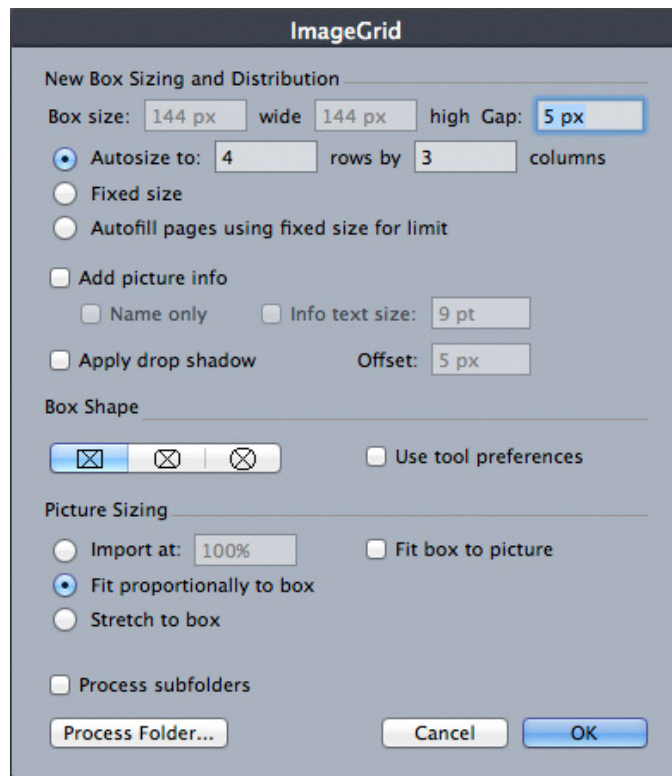 ImageGrid
New Box Sizing and Distribution
Box size: 144 px wide 144 px high Gap: 5 px
Autosize to: 4 rows by 3 columns
Fixed size
Autofill pages using fixed size for limit
Add picture info
Name only Info text size: 9 pt
Apply drop shadow Offset: 5 px
Box Shape
Use tool preferences
Picture Sizing
Import at: 100% Fit box to picture
Fit proportionally to box
Stretch to box
Process subfolders
Process Folder... Cancel OK